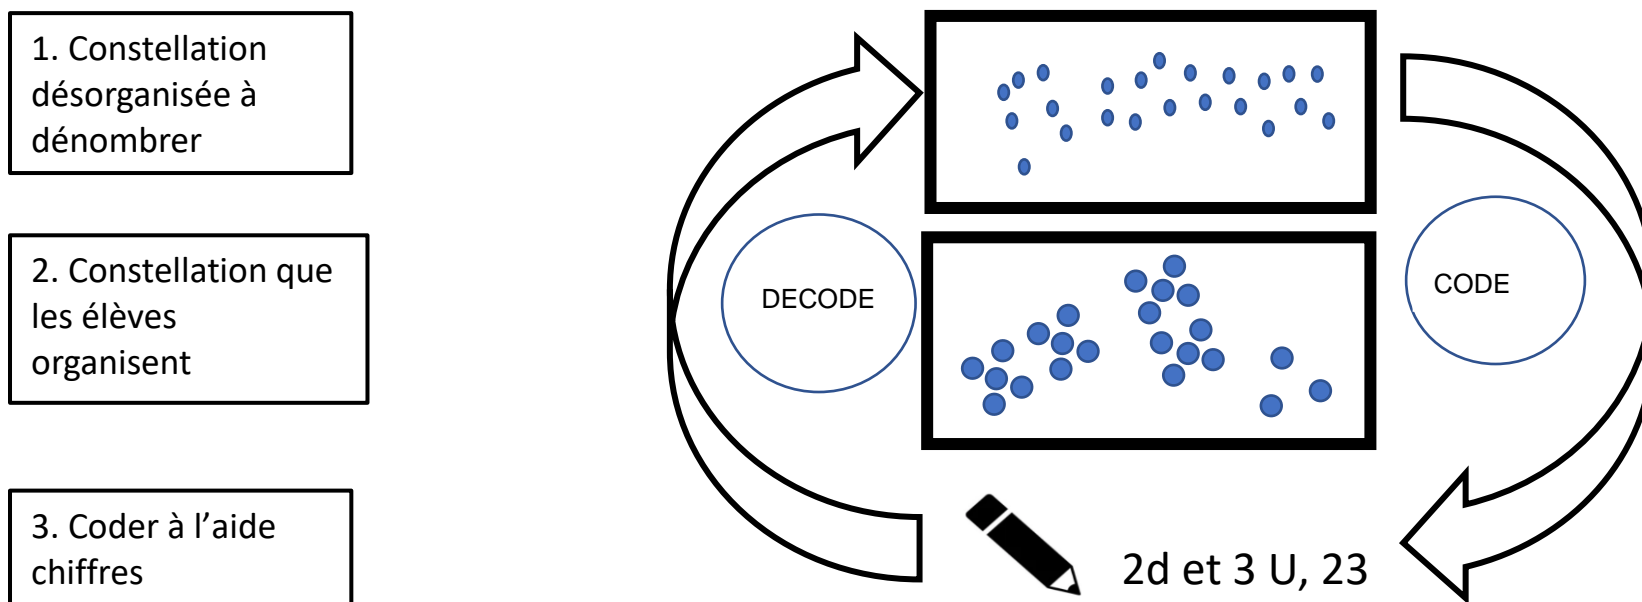 1. Constellation
désorganisée à
dénombrer
2. Constellation que
les élèves
organisent
3. Coder à l’aide
chiffres
DECODE
CODE
2d et 3 U, 23